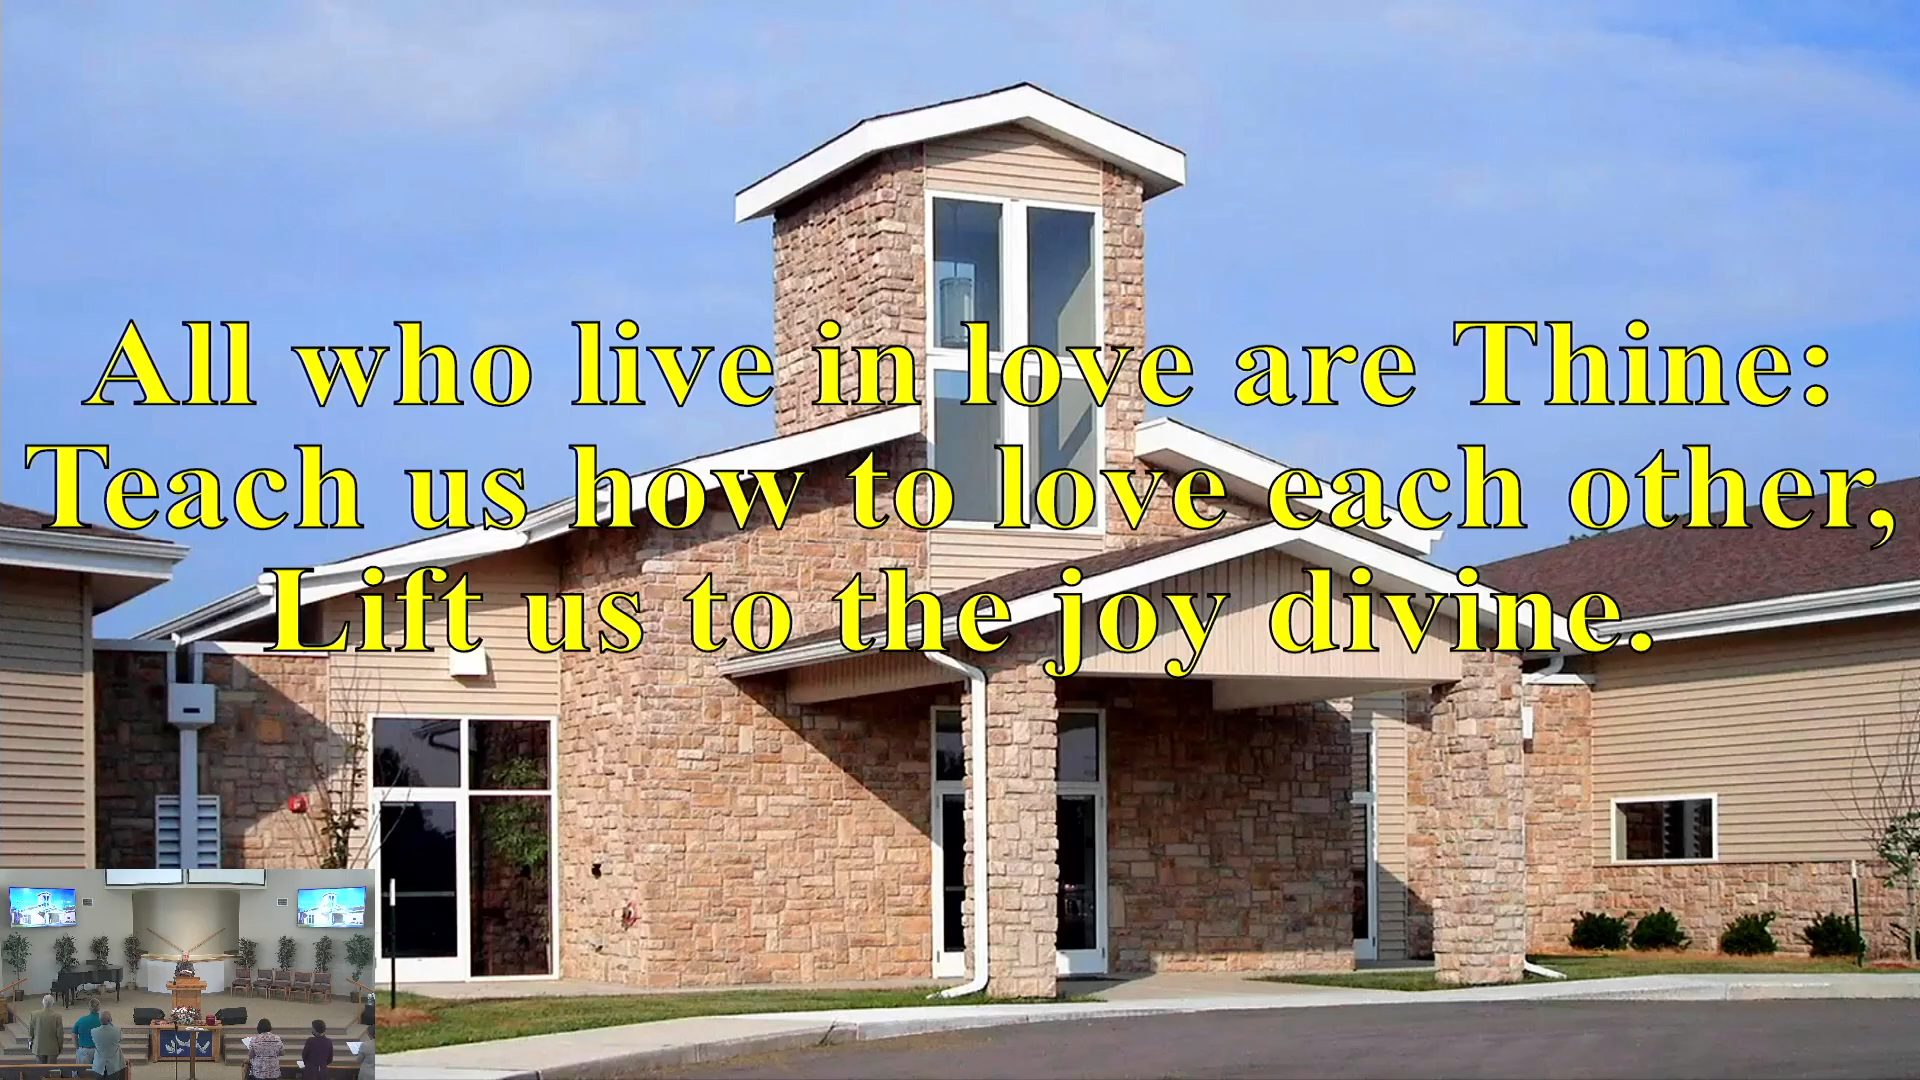 All who live in love are Thine:
Teach us how to love each other,
Lift us to the joy divine.